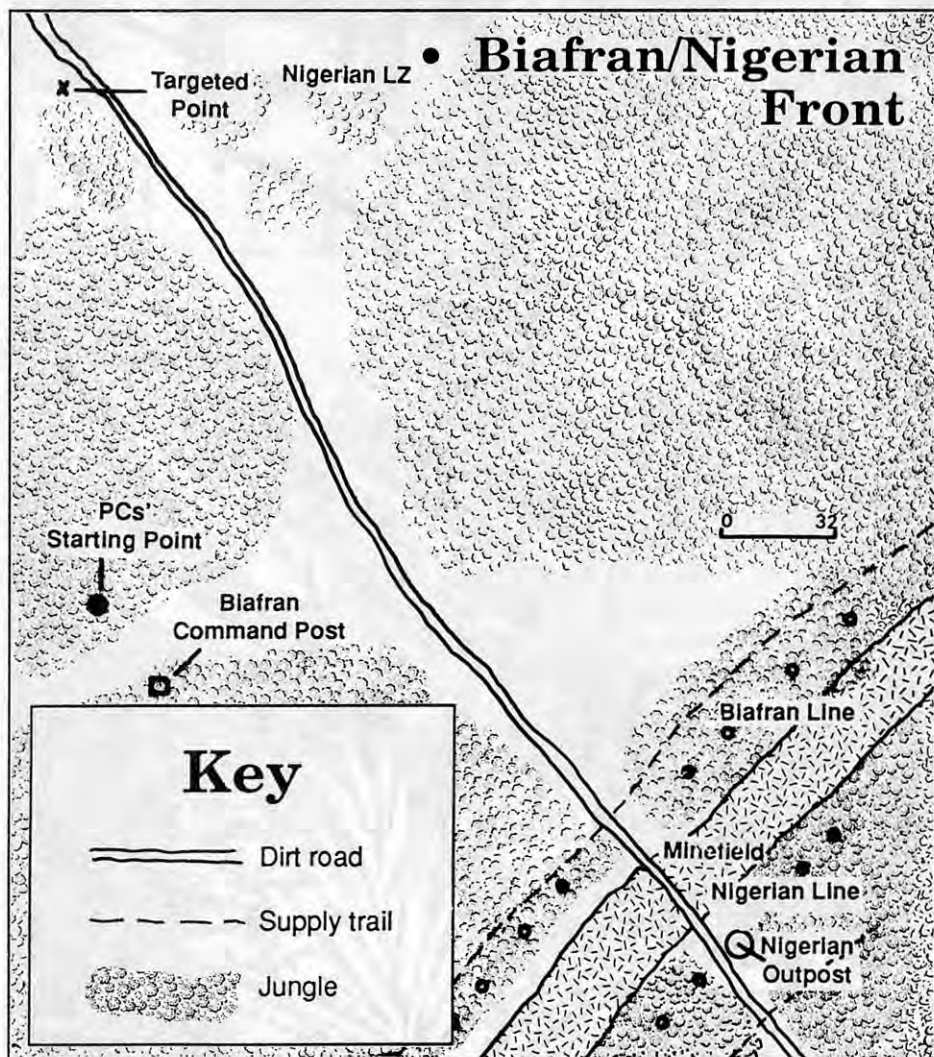 Biafran/Nigerian
Front
Targeted
Point
Nigerian LZ
PCs'
Starting Point
0 32
Biafran
Command Post
Biafran Line
Minefield
Nigerian Line
Nigerian
Outpost
Key
Dirt road
Supply trail
Jungle